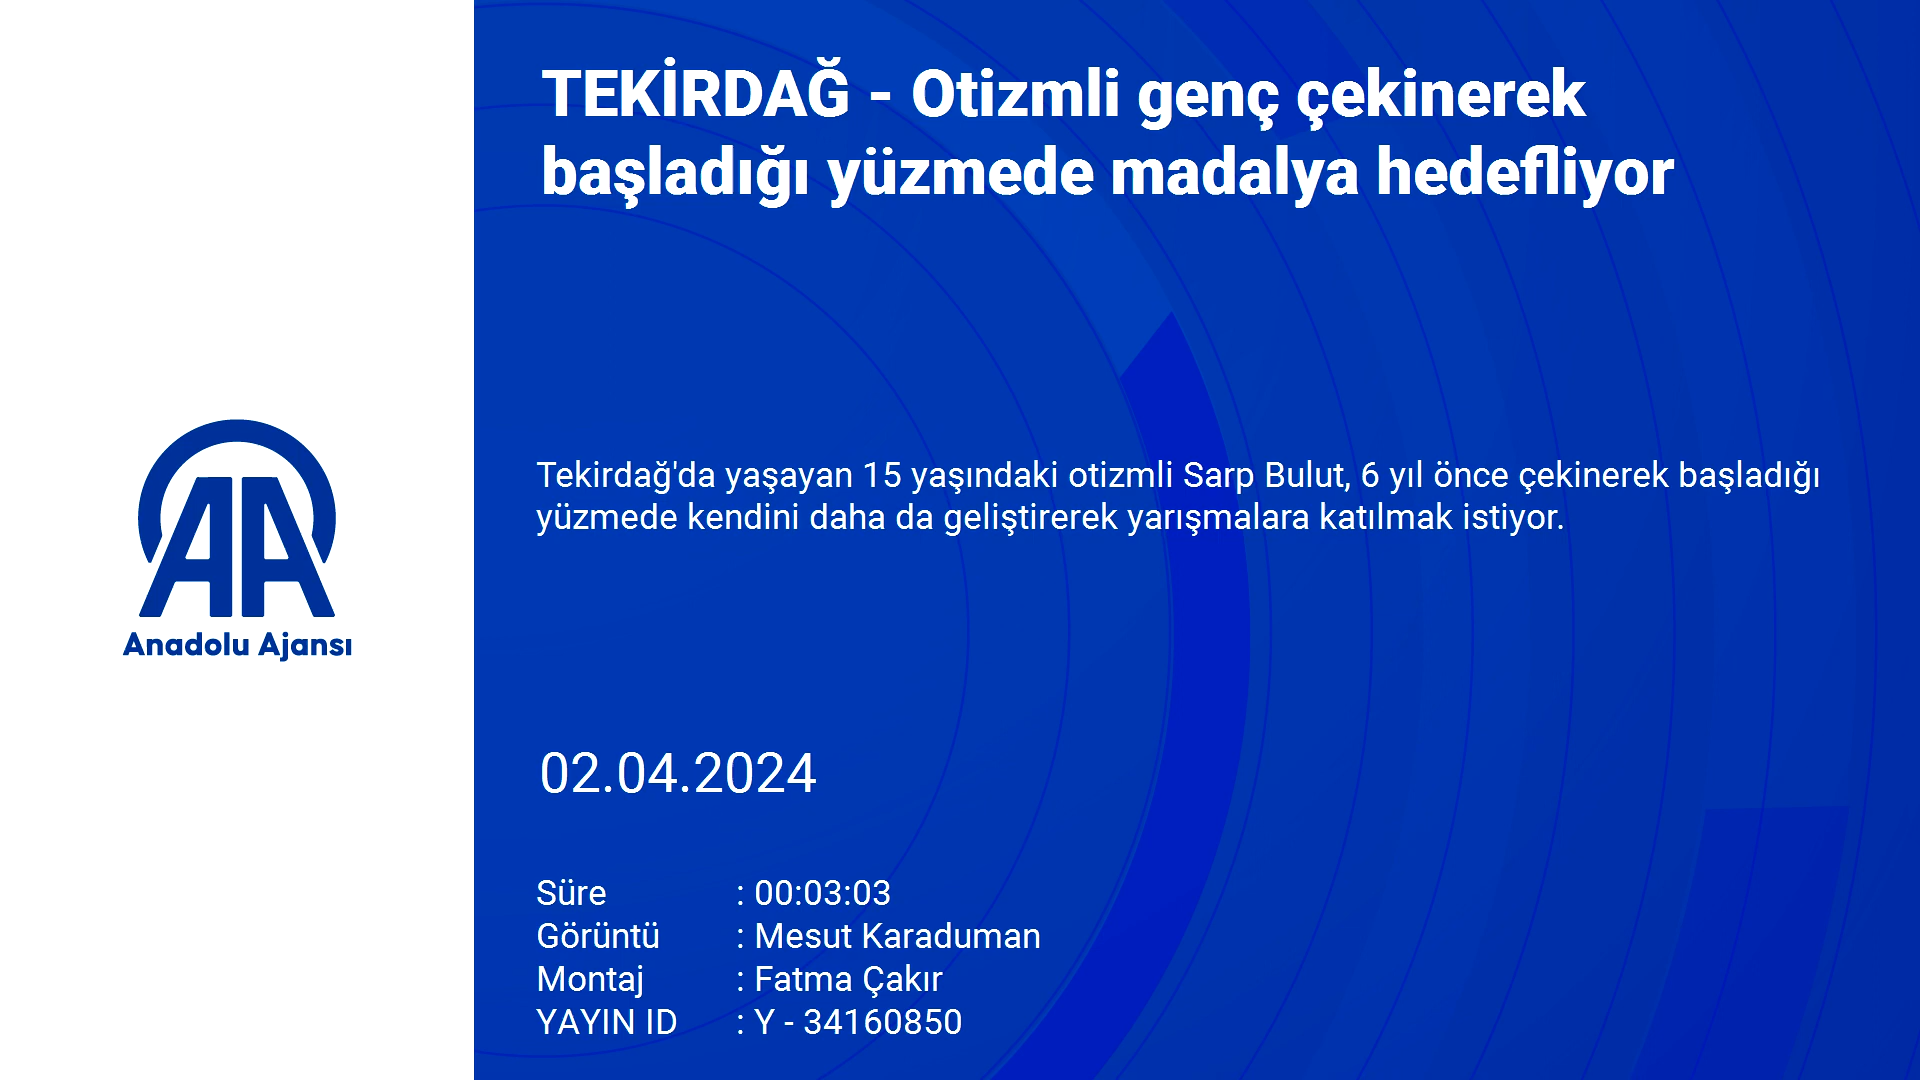 TEKİRDAĞ - Otizmli genç çekinerek
başladığı yüzmede madalya hedefliyor
Tekirdağ'da yaşayan 15 yaşındaki otizmli Sarp Bulut, 6 yıl önce çekinerek başladığı
yüzmede kendini daha da geliştirerek yarışmalara katılmak istiyor.
AA
Anadolu Ajansı
02.04.2024
Süre : 00:03:03
Görüntü : Mesut Karaduman
Montaj : Fatma Çakır
YAYIN ID : Y - 34160850